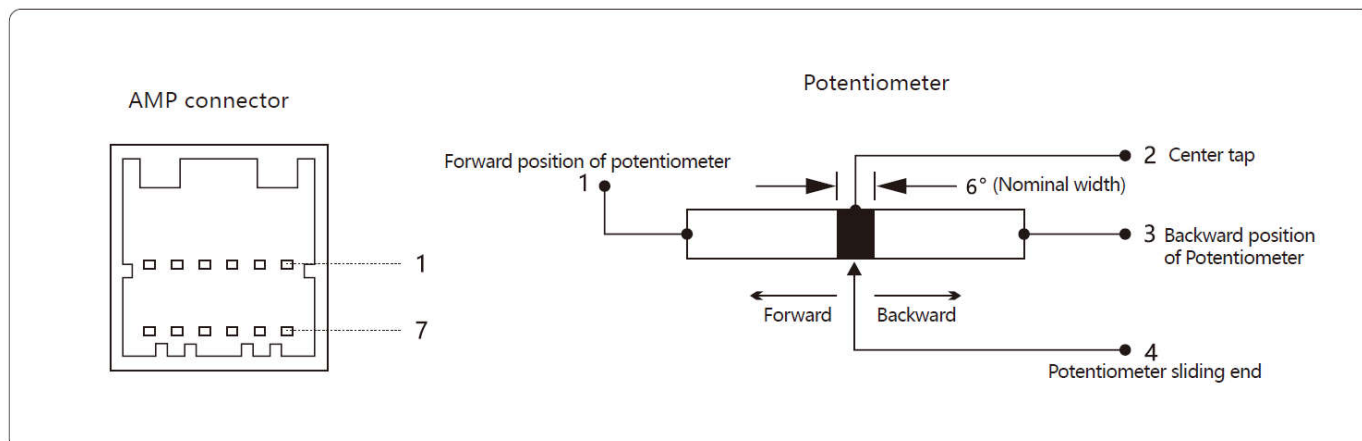 AMP connector
1
7
Potentiometer
Forward position of potentiometer
1
2 Center tap
6° (Nominal width)
3 Backward position
of Potentiometer
Forward
Backward
4
Potentiometer sliding end